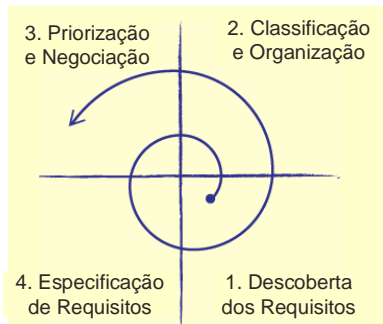 3. Priorização
e Negociação
2. Classificação
e Organização
4. Especificação
de Requisitos
1. Descoberta
dos Requisitos